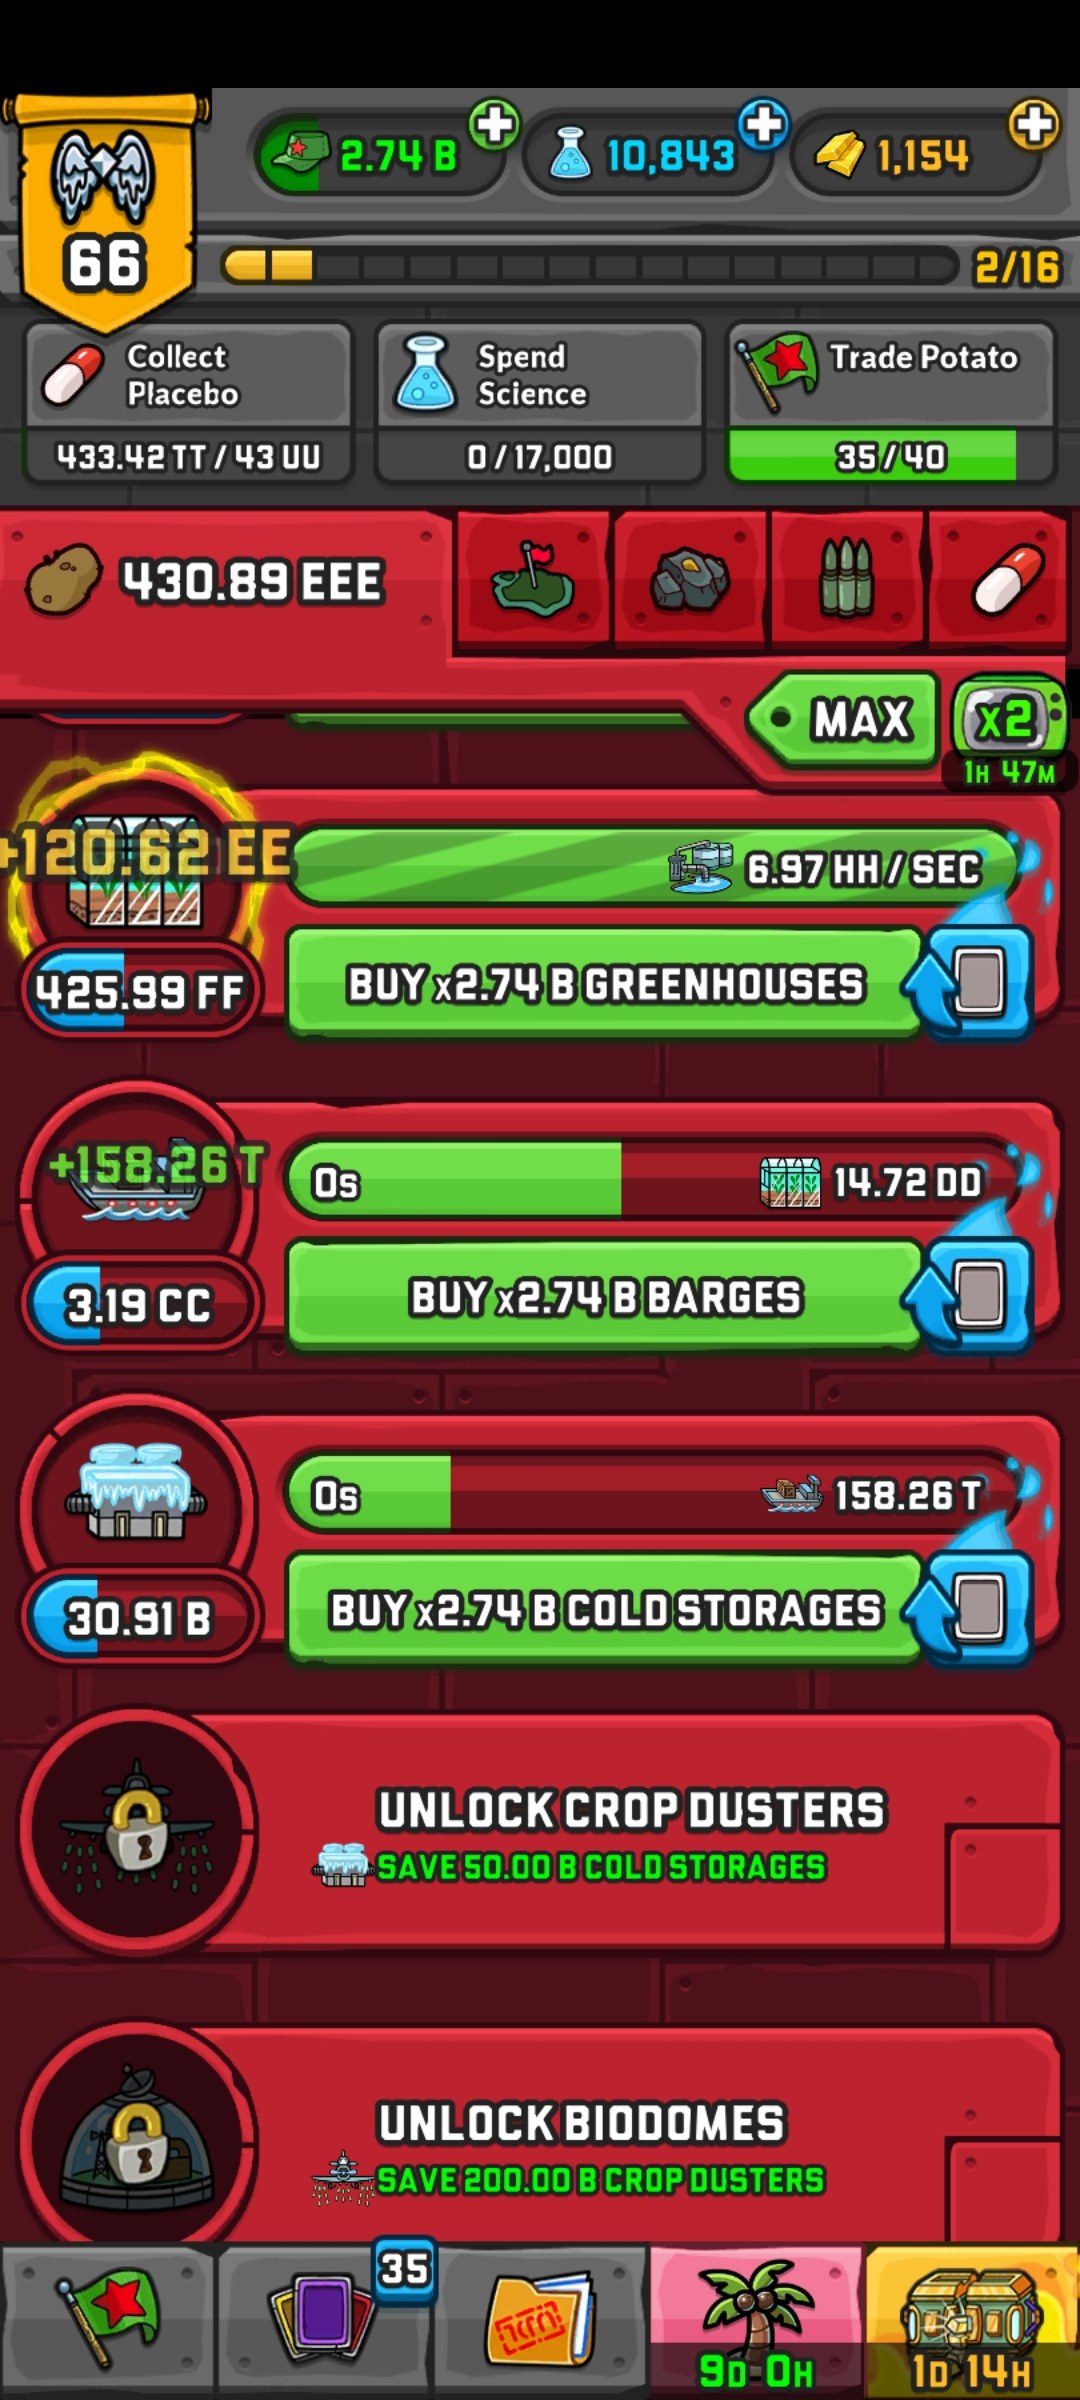 2.74 B
10,843
1,154
66
2/16
Collect
Placebo
433.42 TT / 43 UU
Spend
Science
0 / 17,000
Trade Potato
35 / 40
430.89 EEE
MAX
x2
1H 47M
+120.62 EE
6.97 HH / SEC
425.99 FF
BUY x2.74 B GREENHOUSES
+158.26 T
0s
14.72 DD
3.19 CC
BUY x2.74 B BARGES
0s
158.26 T
30.91 B
BUY x2.74 B COLD STORAGES
UNLOCK CROP DUSTERS
SAVE 50.00 B COLD STORAGES
UNLOCK BIODOMES
SAVE 200.00 B CROP DUSTERS
35
9D 0H
1D 14H